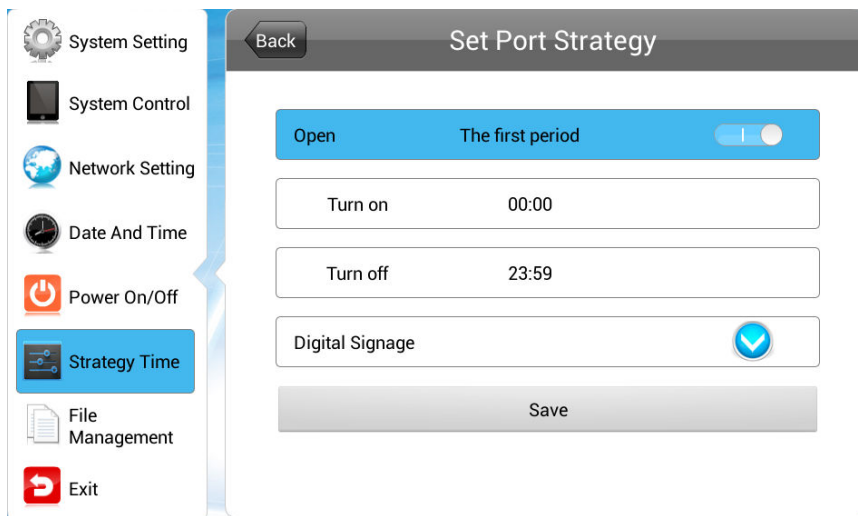 System Setting
System Control
Network Setting
Date And Time
Power On/Off
Strategy Time
File
Management
Exit
Back
Set Port Strategy
Open The first period
Turn on 00:00
Turn off 23:59
Digital Signage
Save